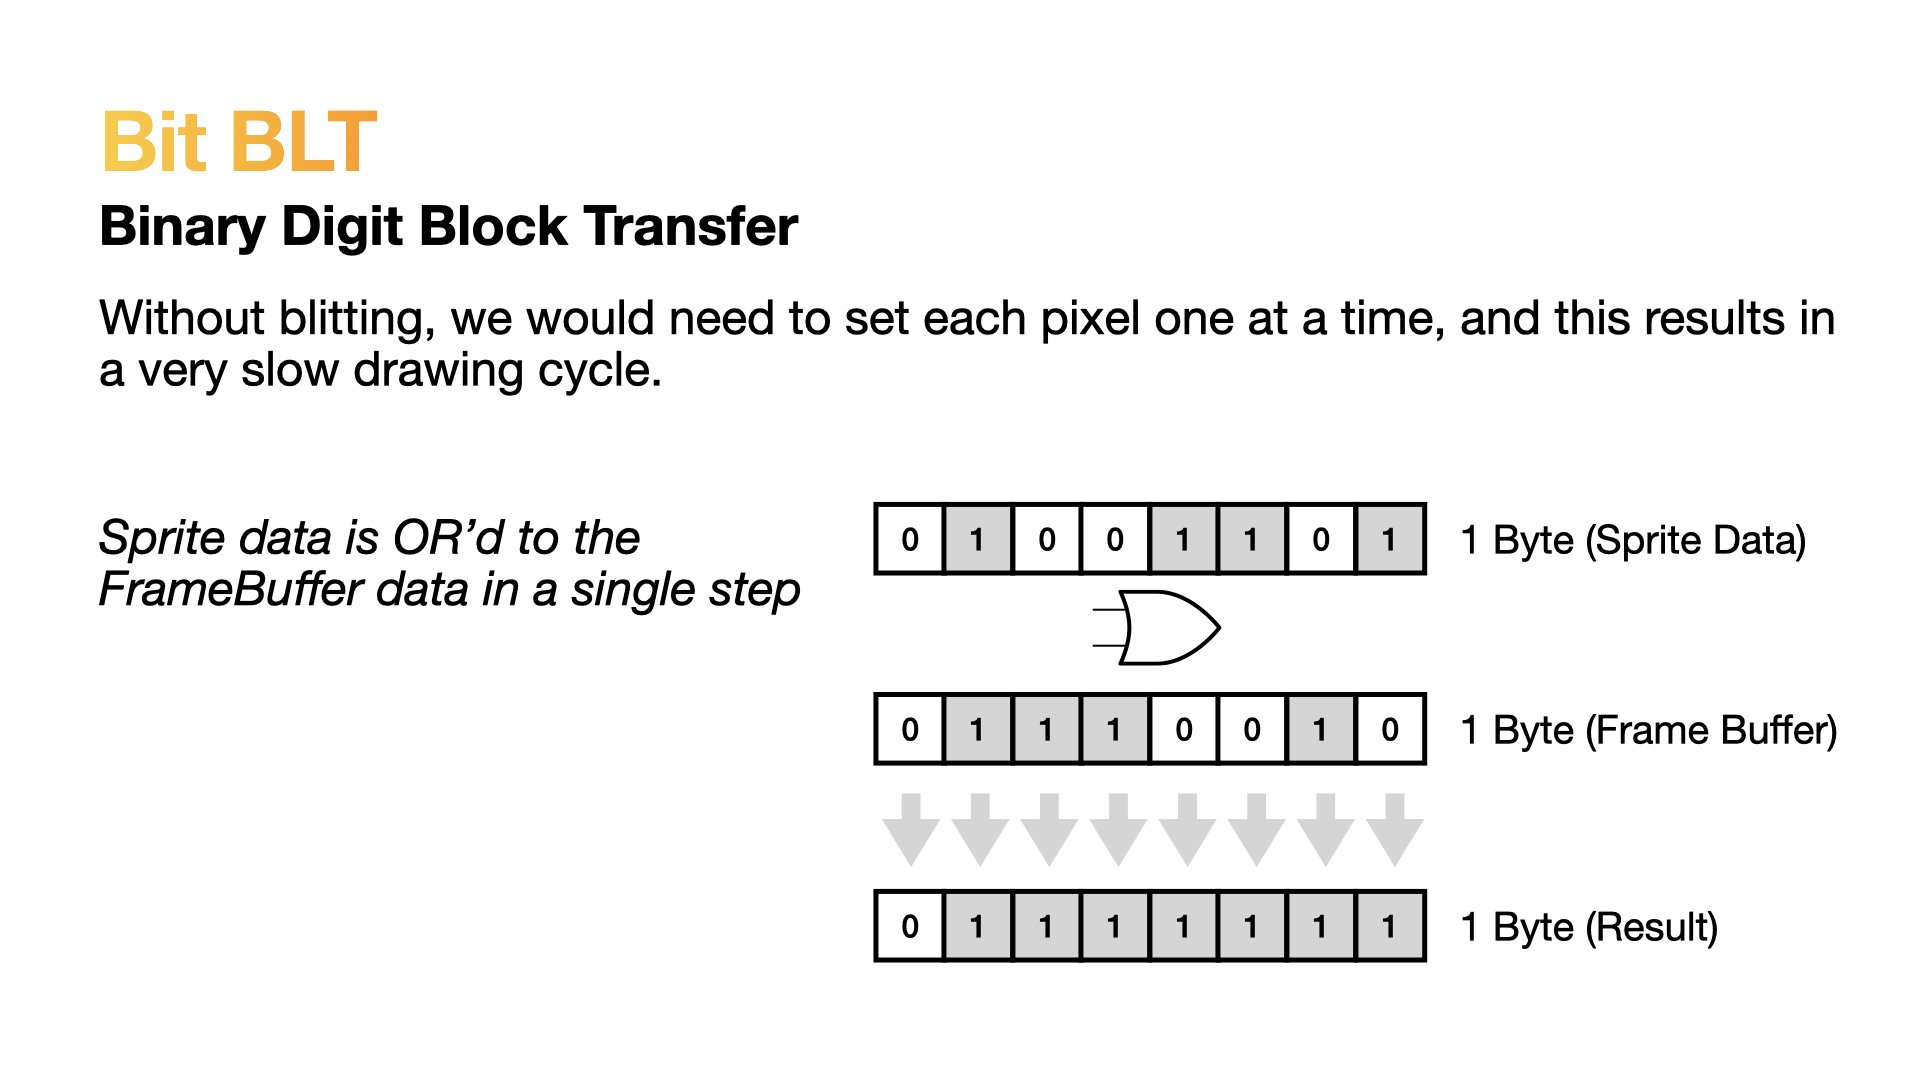 Bit BLT
Binary Digit Block Transfer
Without blitting, we would need to set each pixel one at a time, and this results in
a very slow drawing cycle.
Sprite data is OR’d to the
FrameBuffer data in a single step
0 1 0 0 1 1 0 1 1 Byte (Sprite Data)
0 1 1 1 0 0 1 0 1 Byte (Frame Buffer)
0 1 1 1 1 1 1 1 1 Byte (Result)